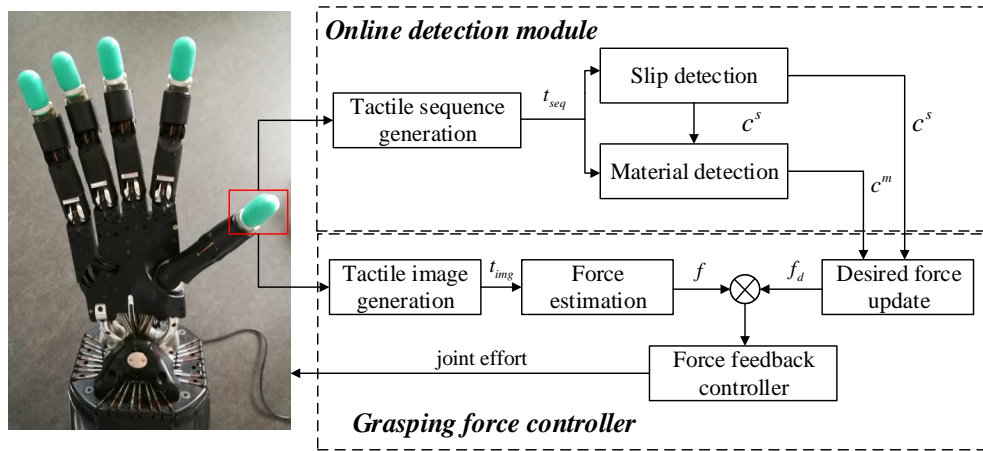 Online detection module
Slip detection
Tactile sequence
generation
t_seq
c^s
c^s
Material detection
c^m
Tactile image
generation
t_img
Force
estimation
f
f_d
Desired force
update
joint effort
Force feedback
controller
Grasping force controller